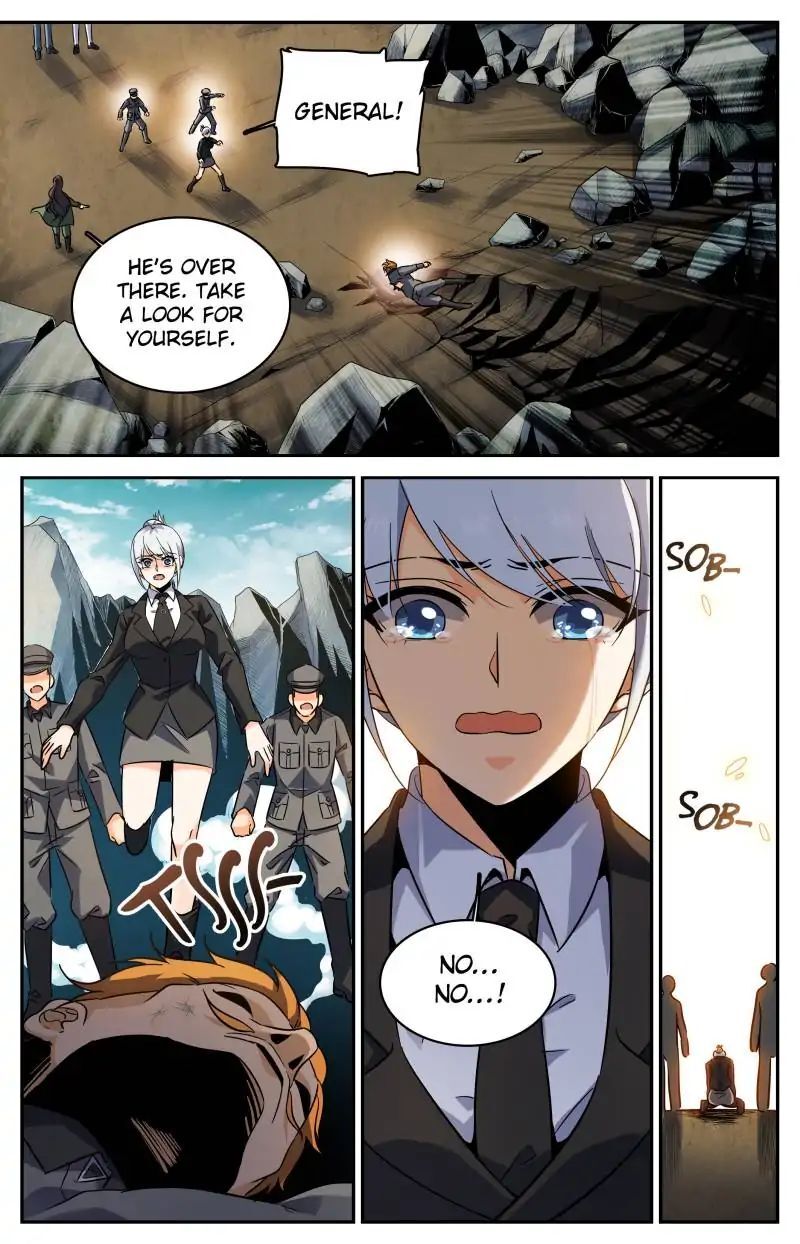 GENERAL!
HE'S OVER
THERE. TAKE
A LOOK FOR
YOURSELF.
TSSS-
NO...
NO...!
SOB-
SOB-